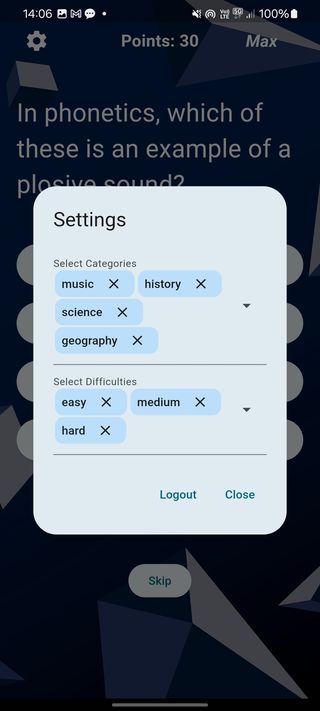 14:06 100%
Points: 30 Max
In phonetics, which of
these is an example of a
plosive sound?
Settings
Select Categories
music history
science
geography
Select Difficulties
easy medium
hard
Logout Close
Skip